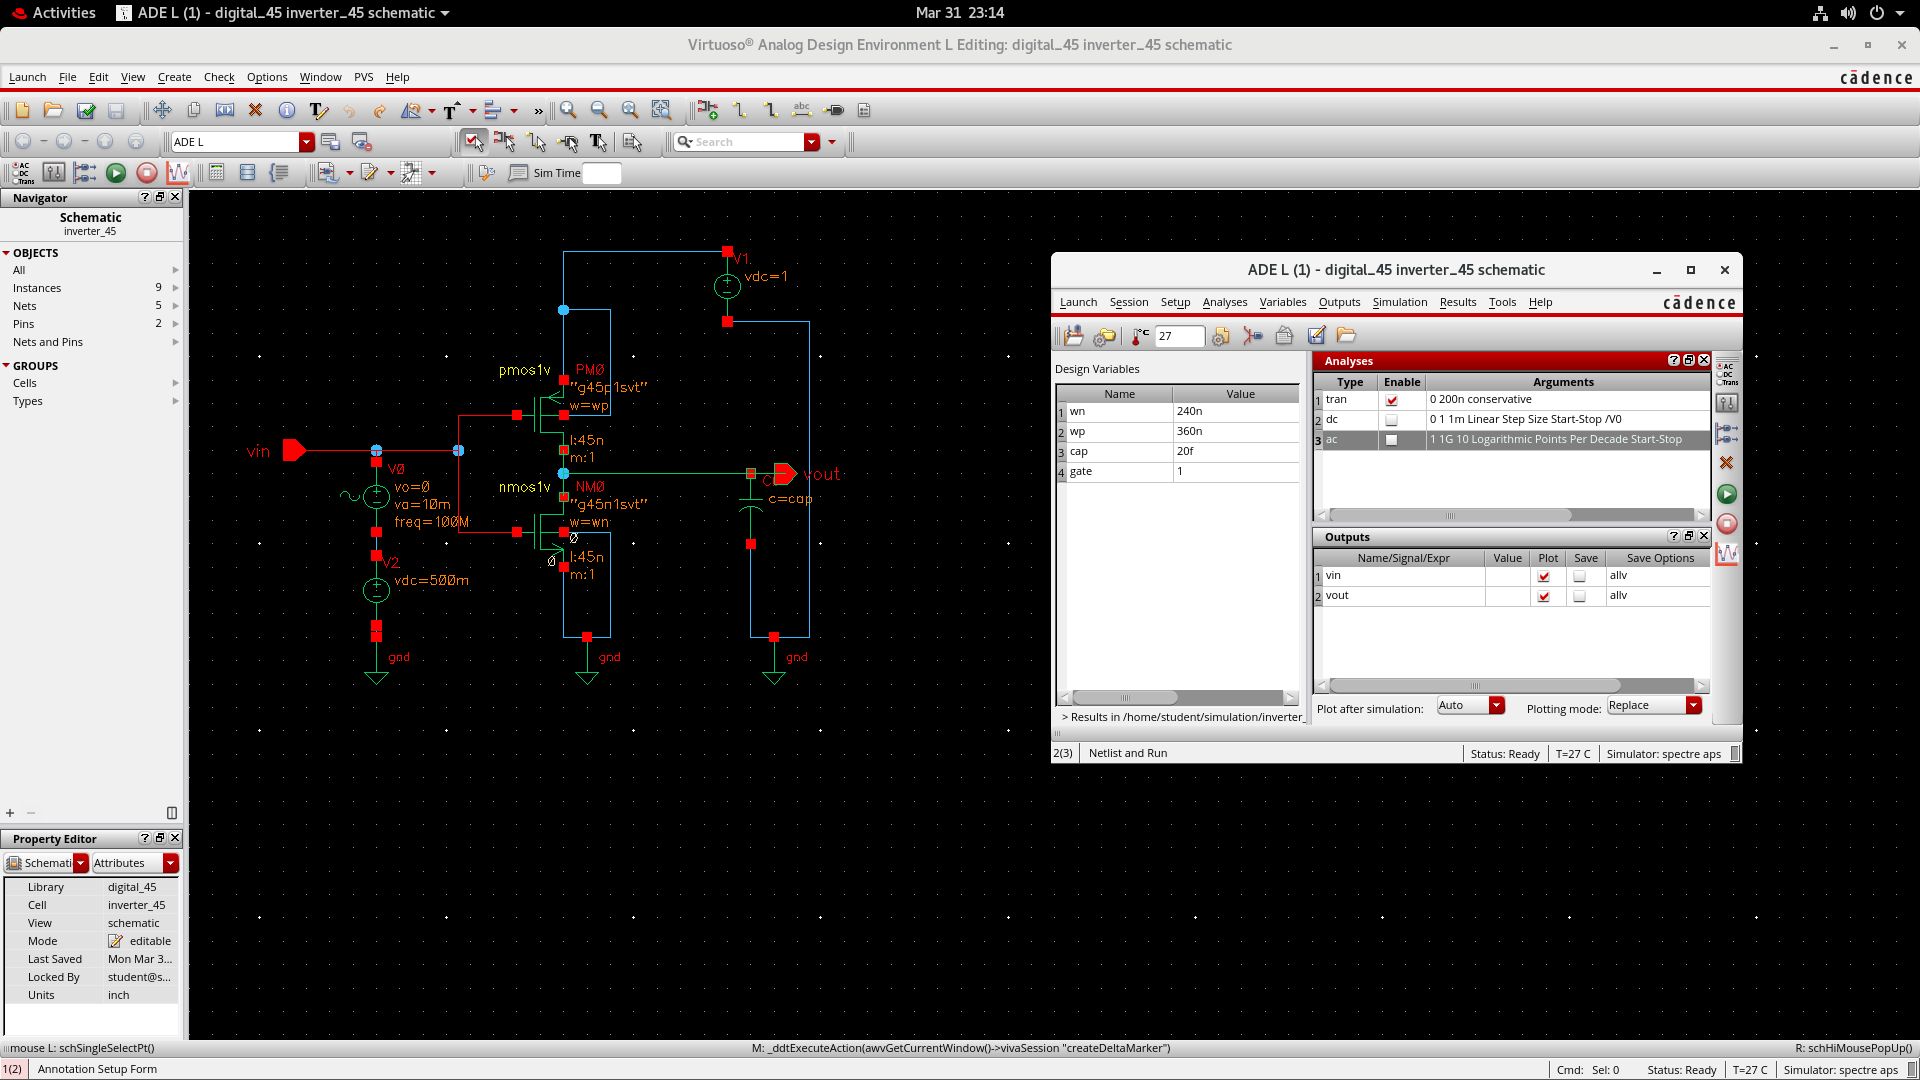 Activities
ADE L (1) - digital_45 inverter_45 schematic
Mar 31 23:14
Virtuoso® Analog Design Environment L Editing: digital_45 inverter_45 schematic
Launch File Edit View Create Check Options Window PVS Help
cādence
ADE L
Search
Sim Time
Navigator
Schematic
inverter_45
OBJECTS
All
Instances 9
Nets 5
Pins 2
Nets and Pins
GROUPS
Cells
Types
Property Editor
Schemati Attributes
Library digital_45
Cell inverter_45
View schematic
Mode editable
Last Saved Mon Mar 3...
Locked By student@s...
Units inch
V1
vdc=1
pmos1v PM0
"g45p1svt"
w=wp
l:45n
m:1
vin
V0
vo=0
va=10m
freq=100M
V2
vdc=500m
gnd
nmos1v NM0
"g45n1svt"
w=wn
0
0
l:45n
m:1
gnd
vout
c=cap
gnd
ADE L (1) - digital_45 inverter_45 schematic
Launch Session Setup Analyses Variables Outputs Simulation Results Tools Help
cādence
°C 27
Design Variables
Name Value
1 wn 240n
2 wp 360n
3 cap 20f
4 gate 1
> Results in /home/student/simulation/inverter_
Analyses
Type Enable Arguments
1 tran 0 200n conservative
2 dc 0 1 1m Linear Step Size Start-Stop /V0
3 ac 1 1G 10 Logarithmic Points Per Decade Start-Stop
Outputs
Name/Signal/Expr Value Plot Save Save Options
1 vin allv
2 vout allv
Plot after simulation: Auto Plotting mode: Replace
AC
DC
Trans
2(3) Netlist and Run Status: Ready T=27 C Simulator: spectre aps
mouse L: schSingleSelectPt() M: _ddtExecuteAction(awvGetCurrentWindow()->vivaSession "createDeltaMarker") R: schHiMousePopUp()
1(2) Annotation Setup Form Cmd: Sel: 0 Status: Ready T=27 C Simulator: spectre aps